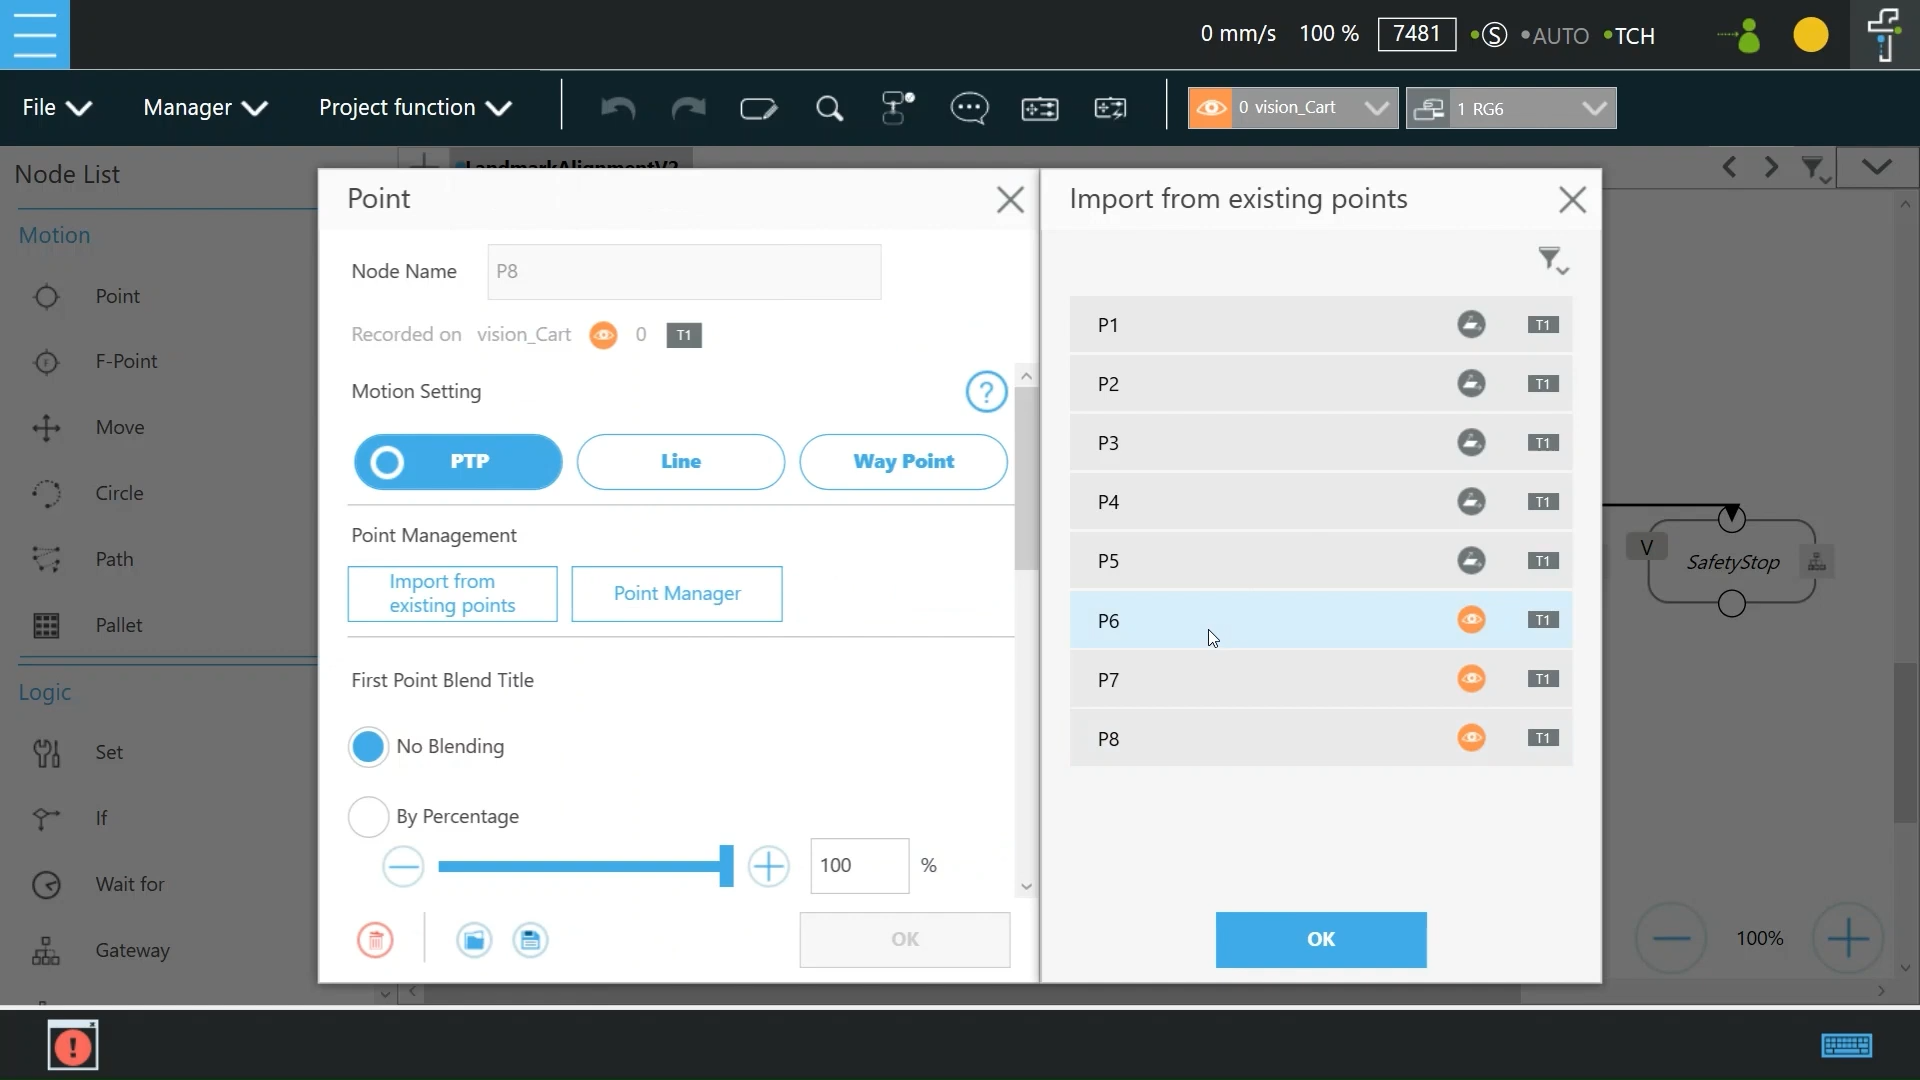 0 mm/s 100 % 7481 S AUTO TCH
File Manager Project function 0 vision_Cart 1 RG6
Node List
LandmarkAlignmentV2
Motion
Point
F-Point
Move
Circle
Path
Pallet
Logic
Set
If
Wait for
Gateway
Point
Node Name P8
Recorded on vision_Cart 0 T1
Motion Setting ?
PTP Line Way Point
Point Management
Import from
existing points
Point Manager
First Point Blend Title
No Blending
By Percentage
100 %
OK
Import from existing points
P1 T1
P2 T1
P3 T1
P4 T1
P5 T1
P6 T1
P7 T1
P8 T1
OK
V SafetyStop
100%